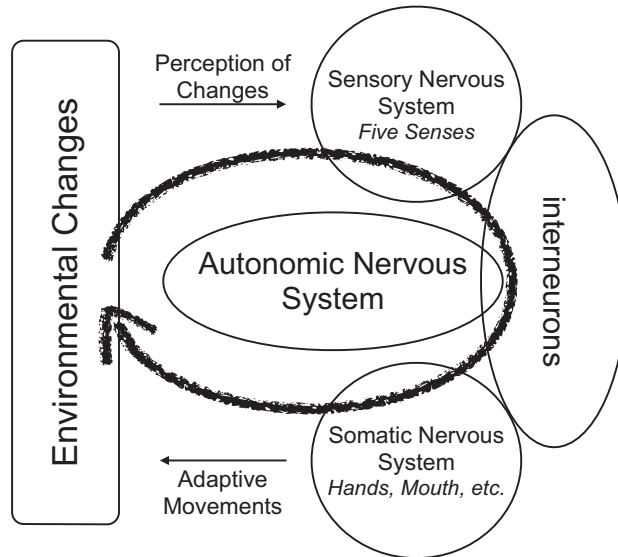 Environmental Changes
Perception of
Changes
Sensory Nervous
System
Five Senses
interneurons
Autonomic Nervous
System
Somatic Nervous
System
Hands, Mouth, etc.
Adaptive
Movements